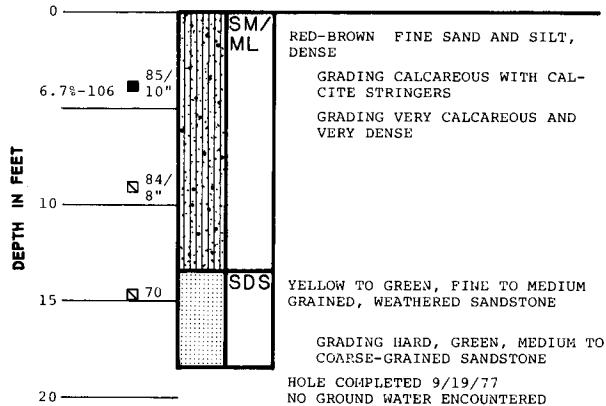 0
SM/
ML
RED-BROWN FINE SAND AND SILT,
DENSE
85/
10"
6.7%-106
GRADING CALCAREOUS WITH CAL-
CITE STRINGERS
GRADING VERY CALCAREOUS AND
VERY DENSE
84/
8"
10
DEPTH IN FEET
SDS
70
15
YELLOW TO GREEN, FINE TO MEDIUM
GRAINED, WEATHERED SANDSTONE
GRADING HARD, GREEN, MEDIUM TO
COARSE-GRAINED SANDSTONE
HOLE COMPLETED 9/19/77
NO GROUND WATER ENCOUNTERED
20